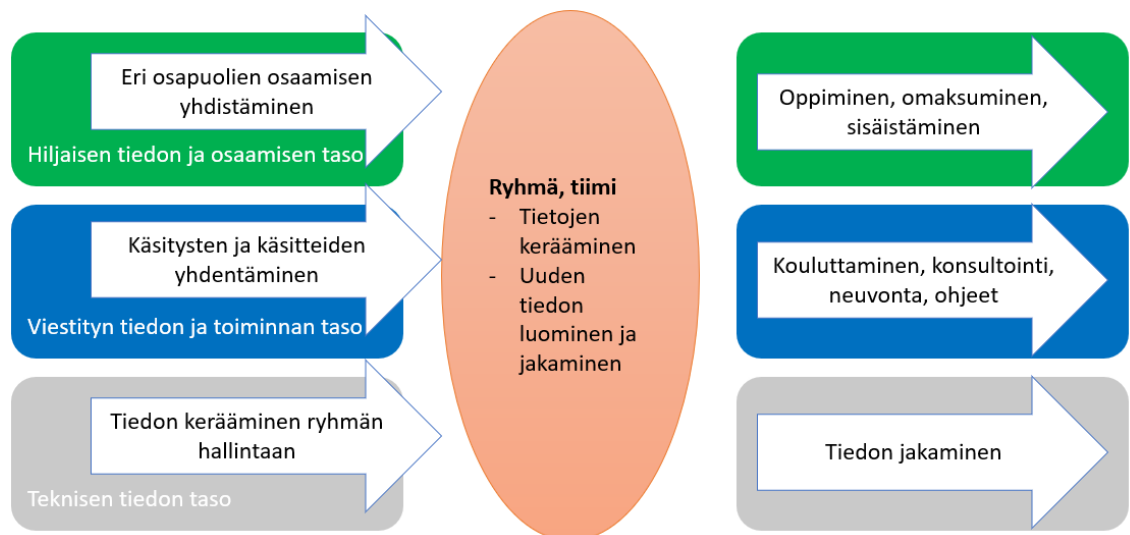 Eri osapuolien osaamisen
yhdistäminen
Hiljaisen tiedon ja osaamisen taso
Käsitysten ja käsitteiden
yhdentäminen
Viestityn tiedon ja toiminnan taso
Tiedon kerääminen ryhmän
hallintaan
Teknisen tiedon taso
Ryhmä, tiimi
- Tietojen
kerääminen
- Uuden
tiedon
luominen ja
jakaminen
Oppiminen, omaksuminen,
sisäistäminen
Kouluttaminen, konsultointi,
neuvonta, ohjeet
Tiedon jakaminen